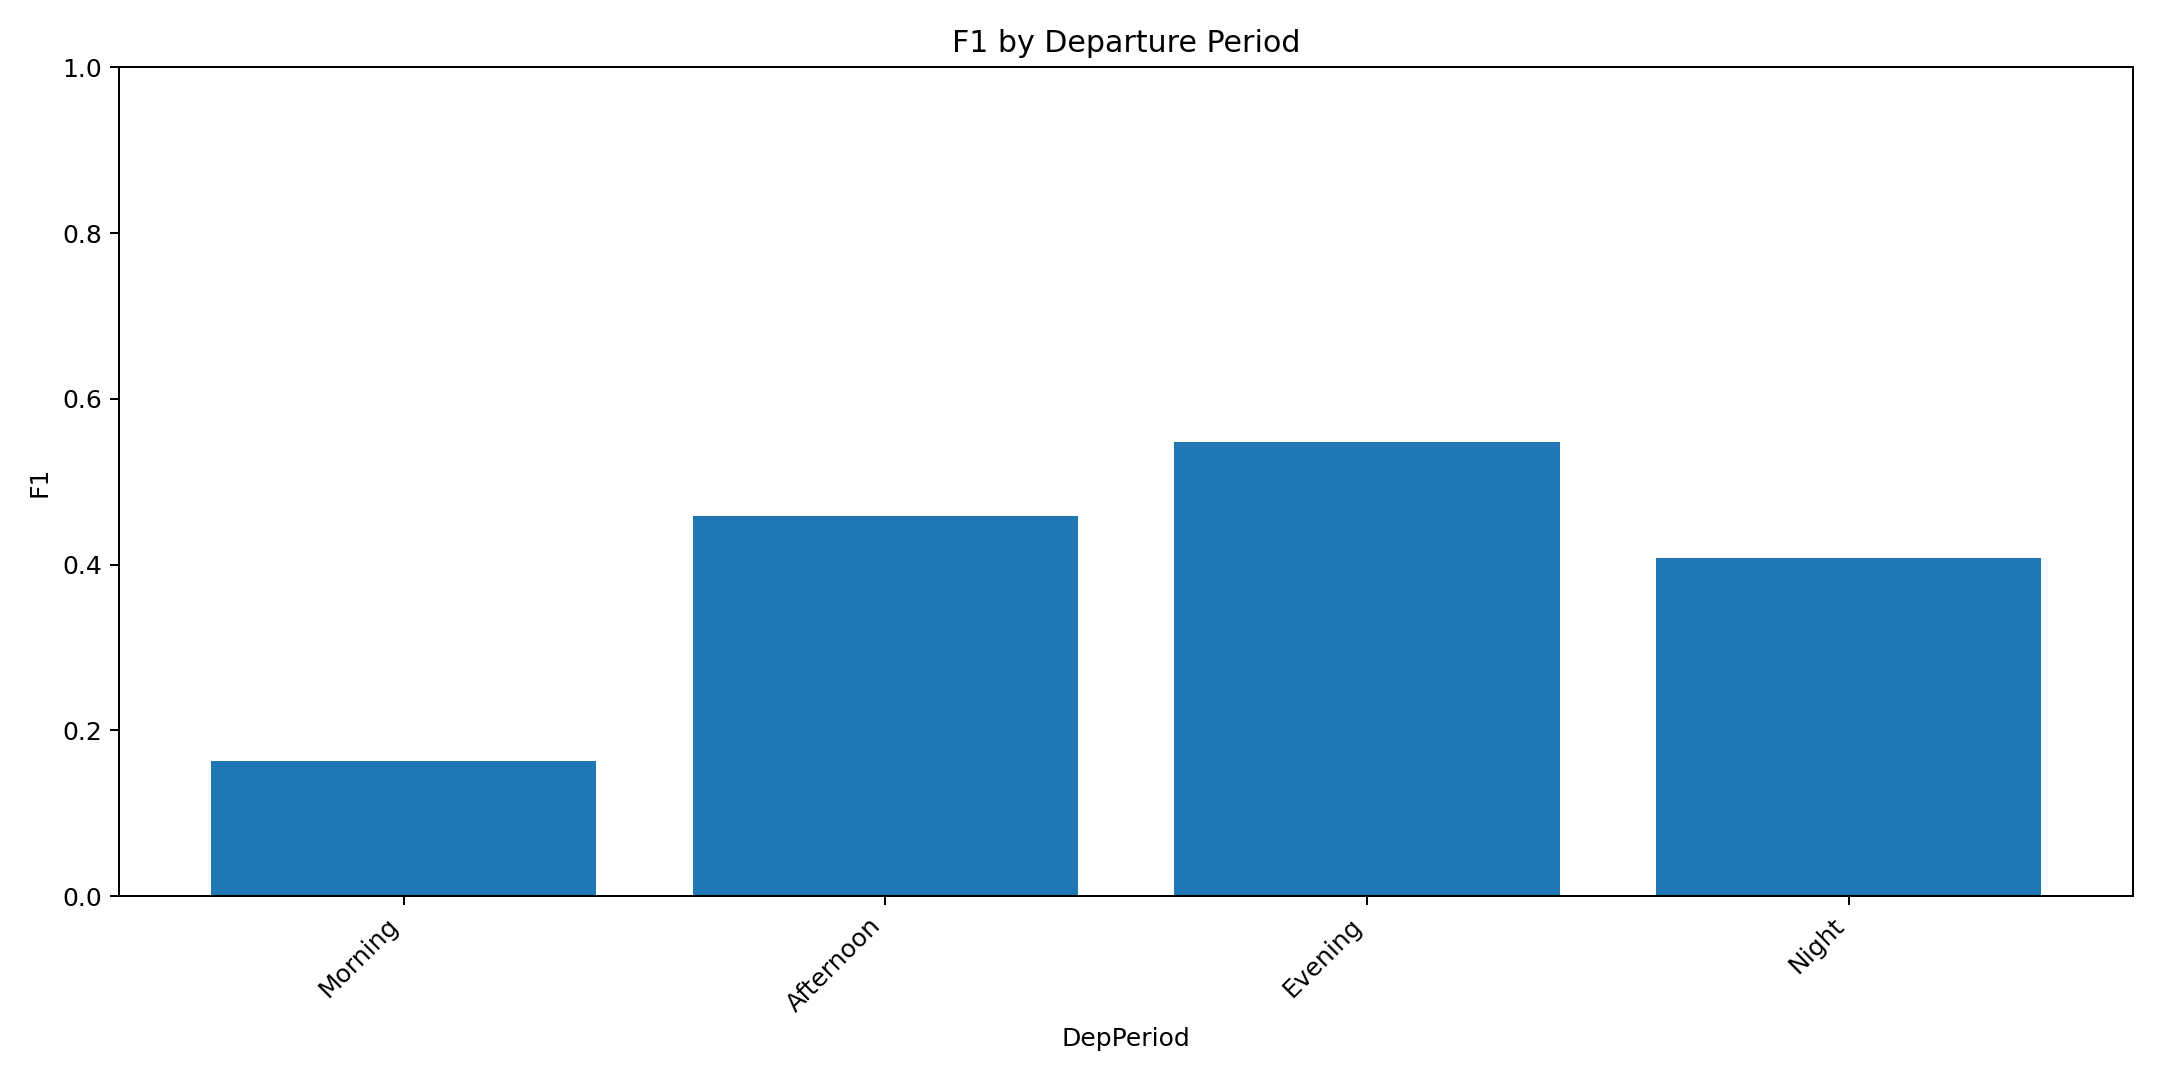 F1 by Departure Period
1.0
0.8
0.6
0.4
0.2
0.0
F1
Morning
Afternoon
Evening
Night
DepPeriod